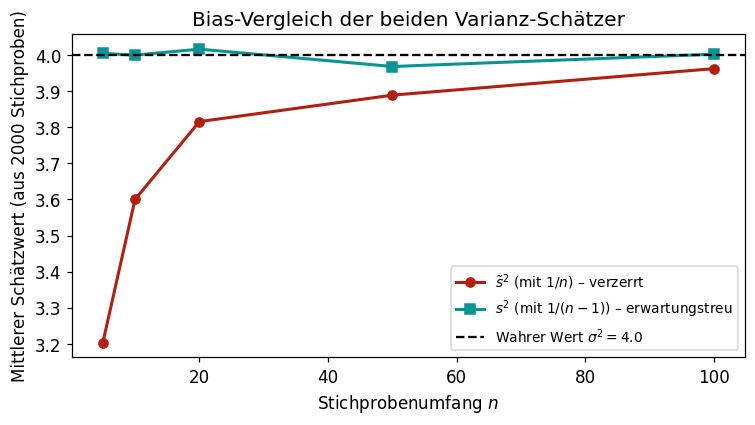 Bias-Vergleich der beiden Varianz-Schätzer
Mittlerer Schätzwert (aus 2000 Stichproben)
4.0
3.9
3.8
3.7
3.6
3.5
3.4
3.3
3.2
s̃² (mit 1/n) – verzerrt
s² (mit 1/(n − 1)) – erwartungstreu
Wahrer Wert σ² = 4.0
20 40 60 80 100
Stichprobenumfang n